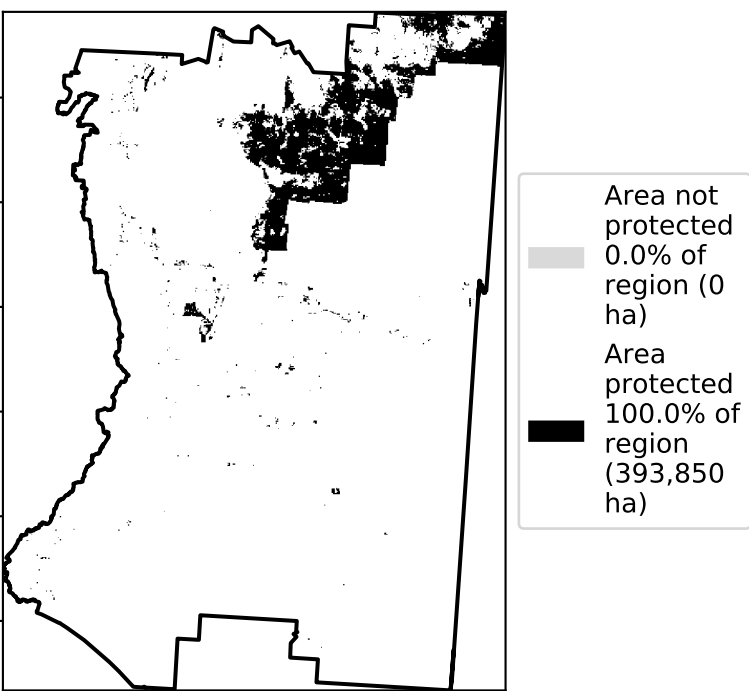 Area not
protected
0.0% of
region (0
ha)
Area
protected
100.0% of
region
(393,850
ha)